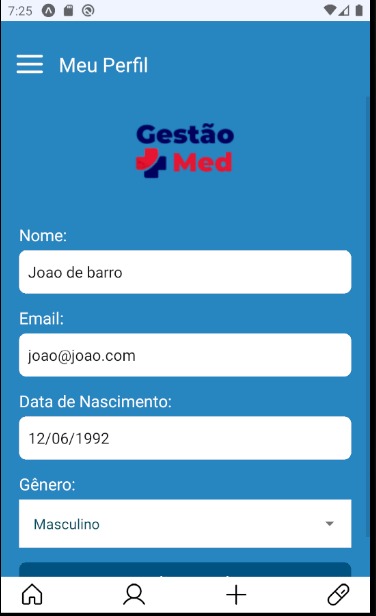 7:25
Meu Perfil
Gestão
Med
Nome:
Joao de barro
Email:
joao@joao.com
Data de Nascimento:
12/06/1992
Gênero:
Masculino